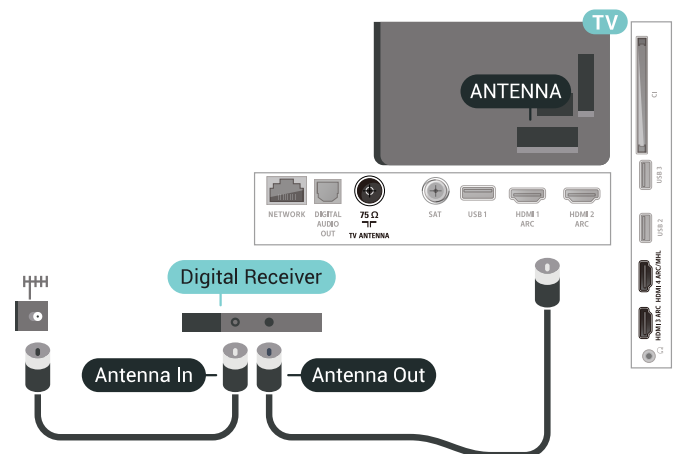 TV
ANTENNA
CI
USB 3
USB 2
HDMI 4 ARC/MHL
HDMI 3 ARC
NETWORK
DIGITAL
AUDIO
OUT
75 Ω
TV ANTENNA
SAT
USB 1
HDMI 1
ARC
HDMI 2
ARC
Digital Receiver
Antenna In
Antenna Out